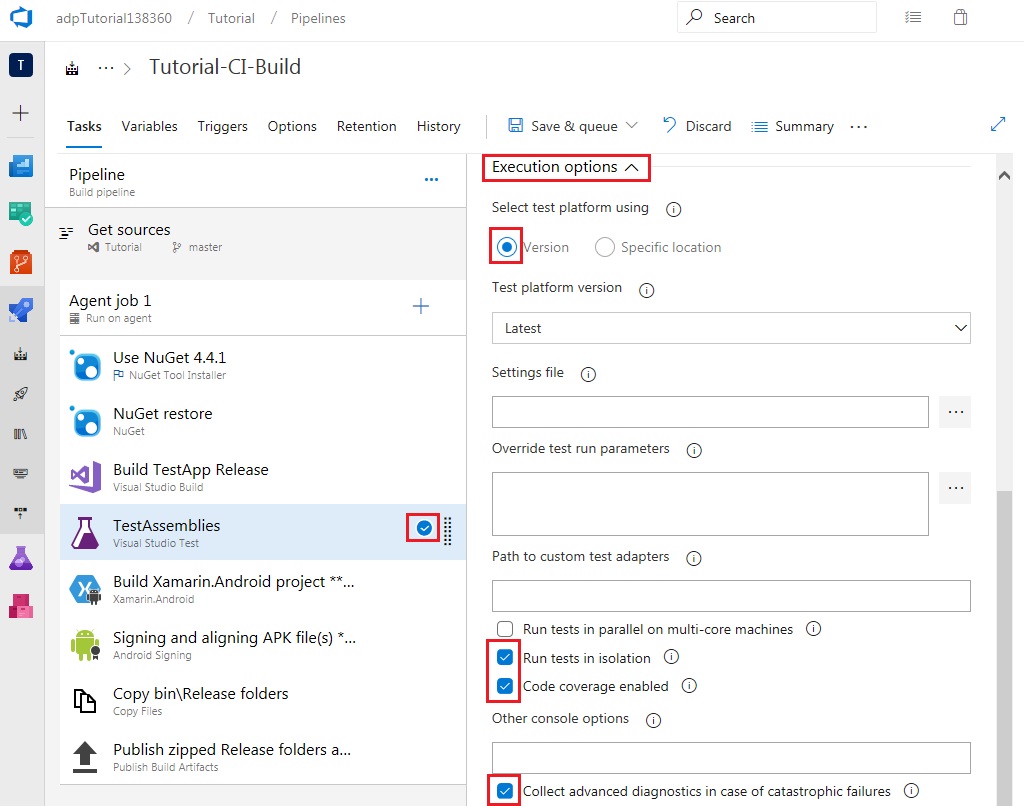 adpTutorial138360 / Tutorial / Pipelines
Search
T
... > Tutorial-CI-Build
Tasks Variables Triggers Options Retention History
Save & queue Discard Summary ...
Pipeline
Build pipeline
Get sources
Tutorial master
Agent job 1
Run on agent
Use NuGet 4.4.1
NuGet Tool Installer
NuGet restore
NuGet
Build TestApp Release
Visual Studio Build
TestAssemblies
Visual Studio Test
Build Xamarin.Android project **...
Xamarin.Android
Signing and aligning APK file(s) *...
Android Signing
Copy bin\Release folders
Copy Files
Publish zipped Release folders a...
Publish Build Artifacts
Execution options
Select test platform using
Version Specific location
Test platform version
Latest
Settings file
...
Override test run parameters
...
Path to custom test adapters
Run tests in parallel on multi-core machines
Run tests in isolation
Code coverage enabled
Other console options
Collect advanced diagnostics in case of catastrophic failures